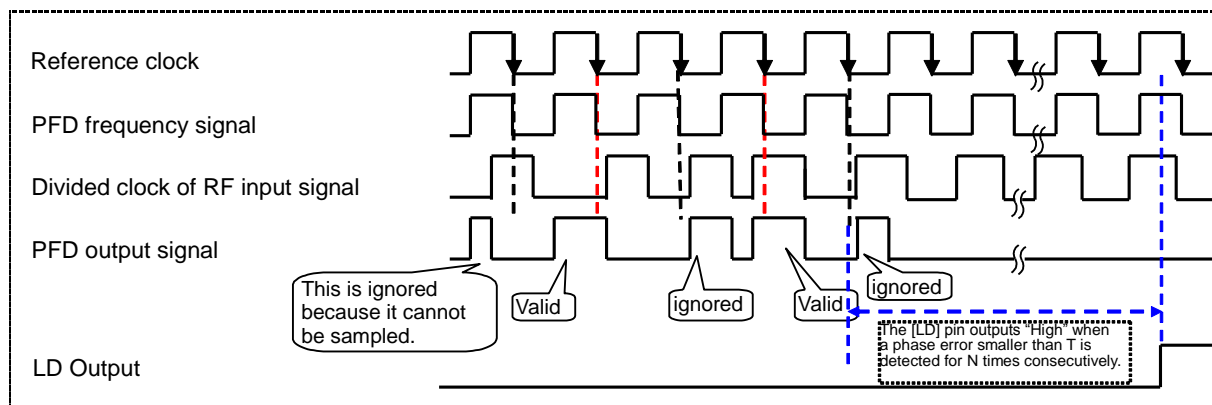 Reference clock
PFD frequency signal
Divided clock of RF input signal
PFD output signal
This is ignored
because it cannot
be sampled.
Valid
ignored
Valid
ignored
The [LD] pin outputs “High” when
a phase error smaller than T is
detected for N times consecutively.
LD Output